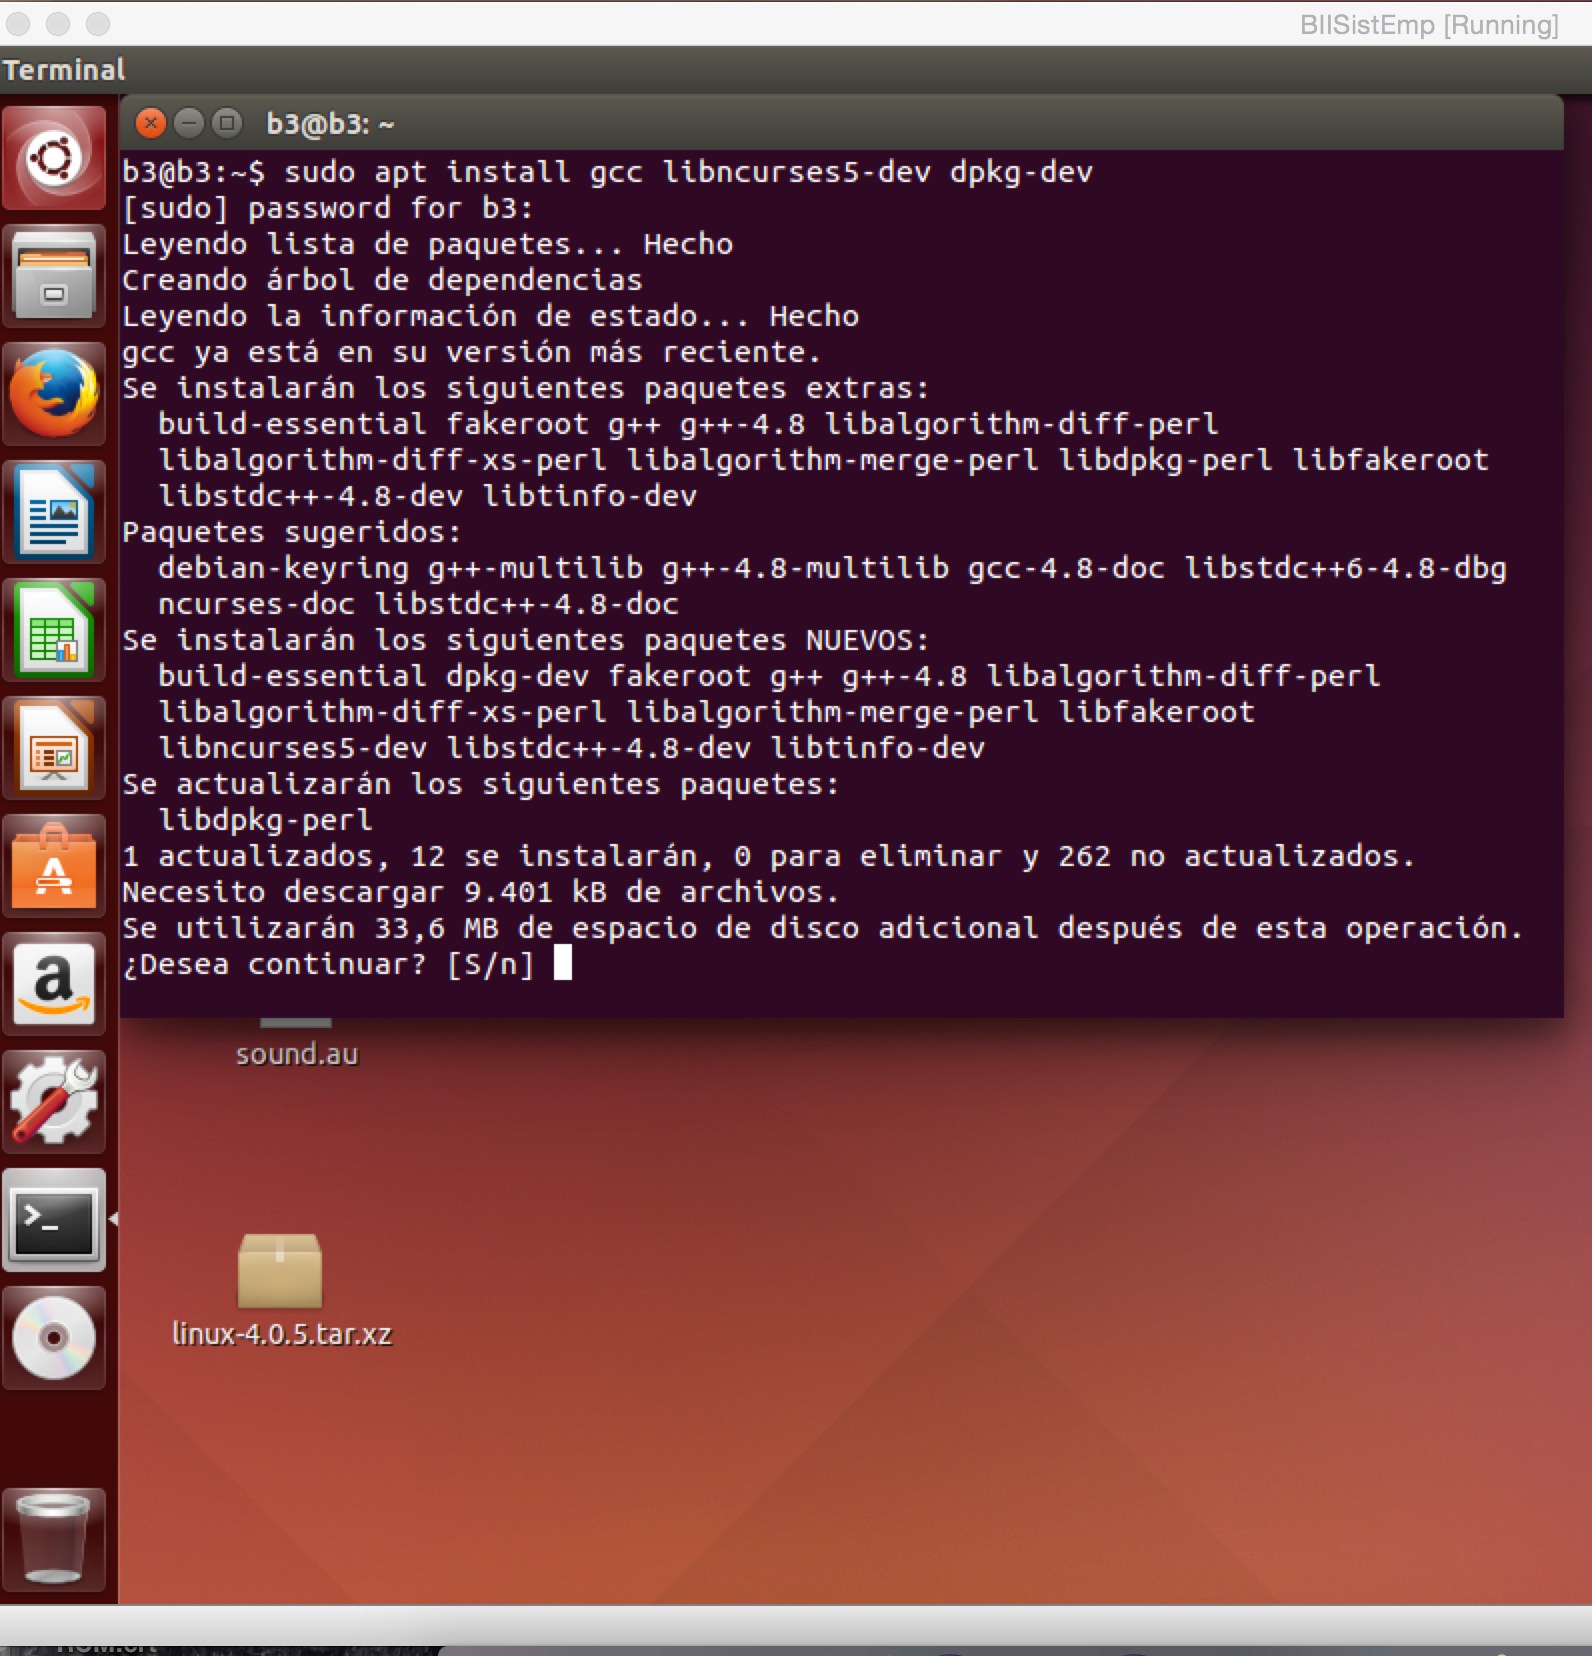 BIISistEmp [Running]
Terminal
b3@b3: ~
b3@b3:~$ sudo apt install gcc libncurses5-dev dpkg-dev
[sudo] password for b3:
Leyendo lista de paquetes... Hecho
Creando árbol de dependencias
Leyendo la información de estado... Hecho
gcc ya está en su versión más reciente.
Se instalarán los siguientes paquetes extras:
build-essential fakeroot g++ g++-4.8 libalgorithm-diff-perl
libalgorithm-diff-xs-perl libalgorithm-merge-perl libdpkg-perl libfakeroot
libstdc++-4.8-dev libtinfo-dev
Paquetes sugeridos:
debian-keyring g++-multilib g++-4.8-multilib gcc-4.8-doc libstdc++6-4.8-dbg
ncurses-doc libstdc++-4.8-doc
Se instalarán los siguientes paquetes NUEVOS:
build-essential dpkg-dev fakeroot g++ g++-4.8 libalgorithm-diff-perl
libalgorithm-diff-xs-perl libalgorithm-merge-perl libfakeroot
libncurses5-dev libstdc++-4.8-dev libtinfo-dev
Se actualizarán los siguientes paquetes:
libdpkg-perl
1 actualizados, 12 se instalarán, 0 para eliminar y 262 no actualizados.
Necesito descargar 9.401 kB de archivos.
Se utilizarán 33,6 MB de espacio de disco adicional después de esta operación.
¿Desea continuar? [S/n]
sound.au
linux-4.0.5.tar.xz